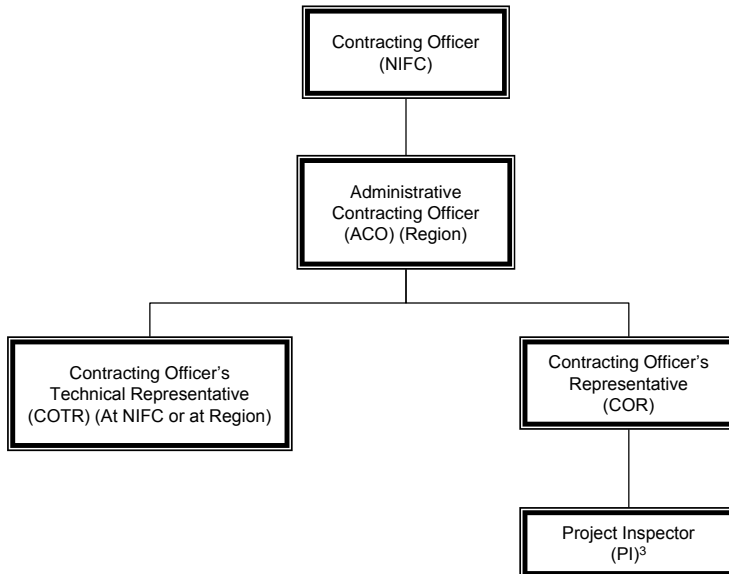 Contracting Officer
(NIFC)
Administrative
Contracting Officer
(ACO) (Region)
Contracting Officer's
Technical Representative
(COTR) (At NIFC or at Region)
Contracting Officer's
Representative
(COR)
Project Inspector
(PI)³